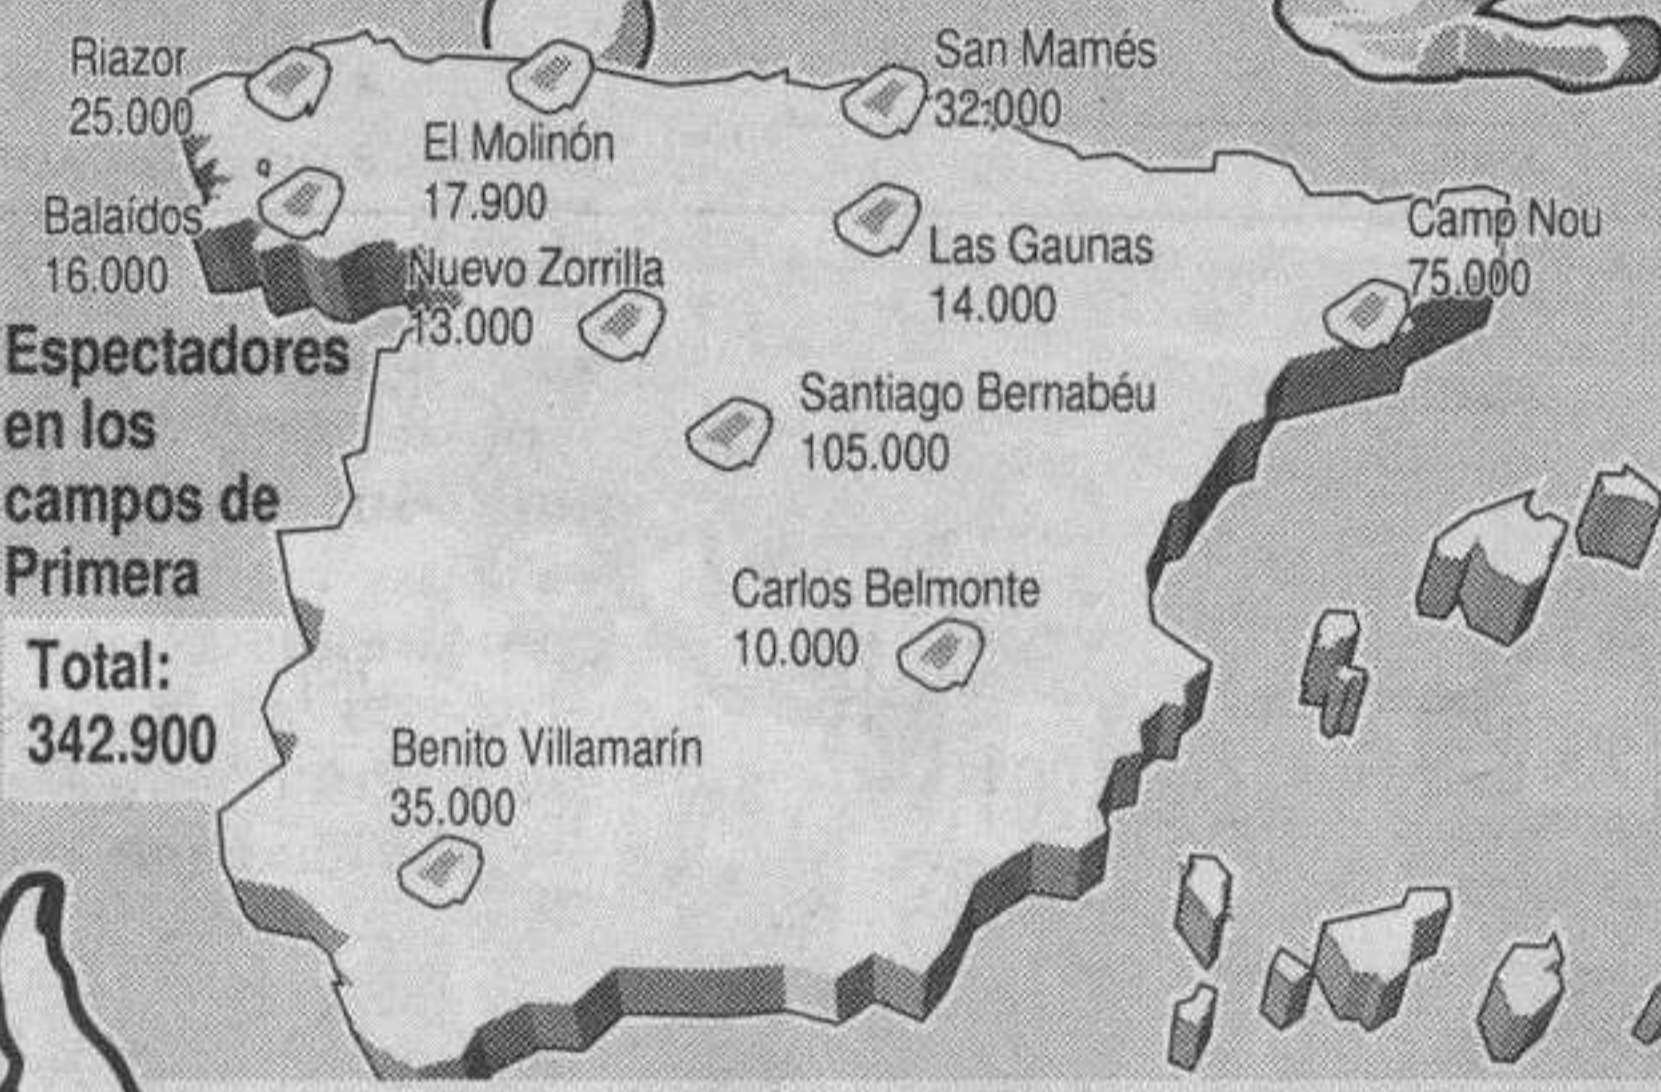 Riazor
25.000
San Mamés
32.000
El Molinón
17.900
Balaídos
16.000
Nuevo Zorrilla
13.000
Las Gaunas
14.000
Camp Nou
75.000
Espectadores
en los
campos de
Primera
Total:
342.900
Santiago Bernabéu
105.000
Carlos Belmonte
10.000
Benito Villamarín
35.000